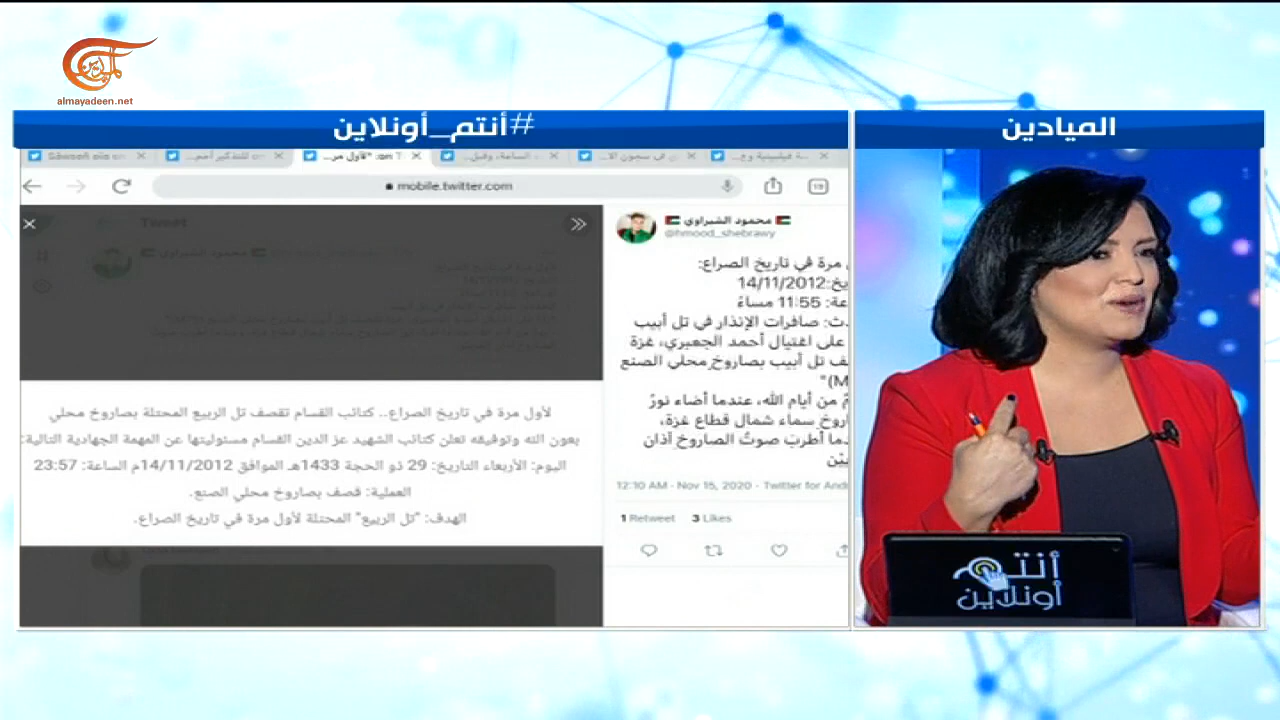 الميادين
almayadeen.net
#أنتم_أونلاين
الميادين
mobile.twitter.com
19
Tweet
محمود الشبراوي
@hmood_shebrawy
مرة في تاريخ الصراع:
14/11/2012
11:55 مساءً
صافرات الإنذار في تل أبيب
على اغتيال أحمد الجعبري، غزة
تل أبيب بصاروخ محلي الصنع
من أيام الله، عندما أضاء نورُ
سماء شمال قطاع غزة،
أطربَ صوتُ الصاروخِ آذان
12:10 AM - Nov 15, 2020 - Twitter for
1 Retweet 3 Likes
لأول مرة في تاريخ الصراع.. كتائب القسام تقصف تل الربيع المحتلة بصاروخ محلي
بعون الله وتوفيقه تعلن كتائب الشهيد عز الدين القسام مسئوليتها عن المهمة الجهادية التالية:
اليوم: الأربعاء التاريخ: 29 ذو الحجة 1433هـ الموافق 14/11/2012م الساعة: 23:57
العملية: قصف بصاروخ محلي الصنع.
الهدف: "تل الربيع" المحتلة لأول مرة في تاريخ الصراع.
أنتم
أونلاين